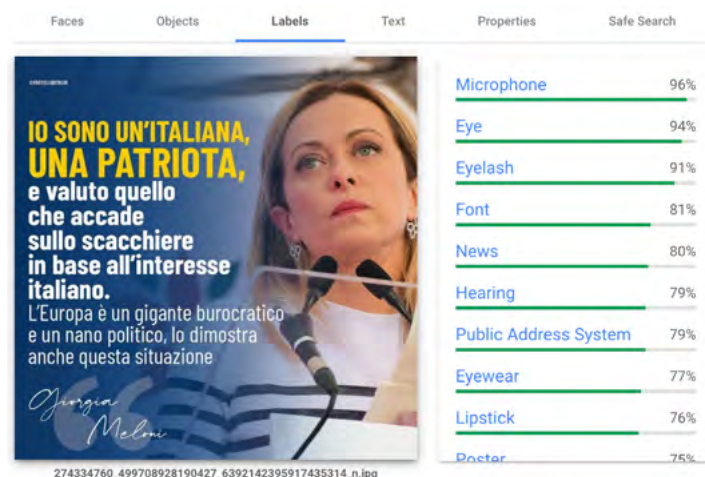 Faces Objects Labels Text Properties Safe Search
IO SONO UN'ITALIANA,
UNA PATRIOTA,
e valuto quello
che accade
sullo scacchiere
in base all'interesse
italiano.
L'Europa è un gigante burocratico
e un nano politico, lo dimostra
anche questa situazione
Giorgia
Meloni
274334760_499708928190427_6392142395917435314_n.jpg
Microphone 96%
Eye 94%
Eyelash 91%
Font 81%
News 80%
Hearing 79%
Public Address System 79%
Eyewear 77%
Lipstick 76%
Poster 75%